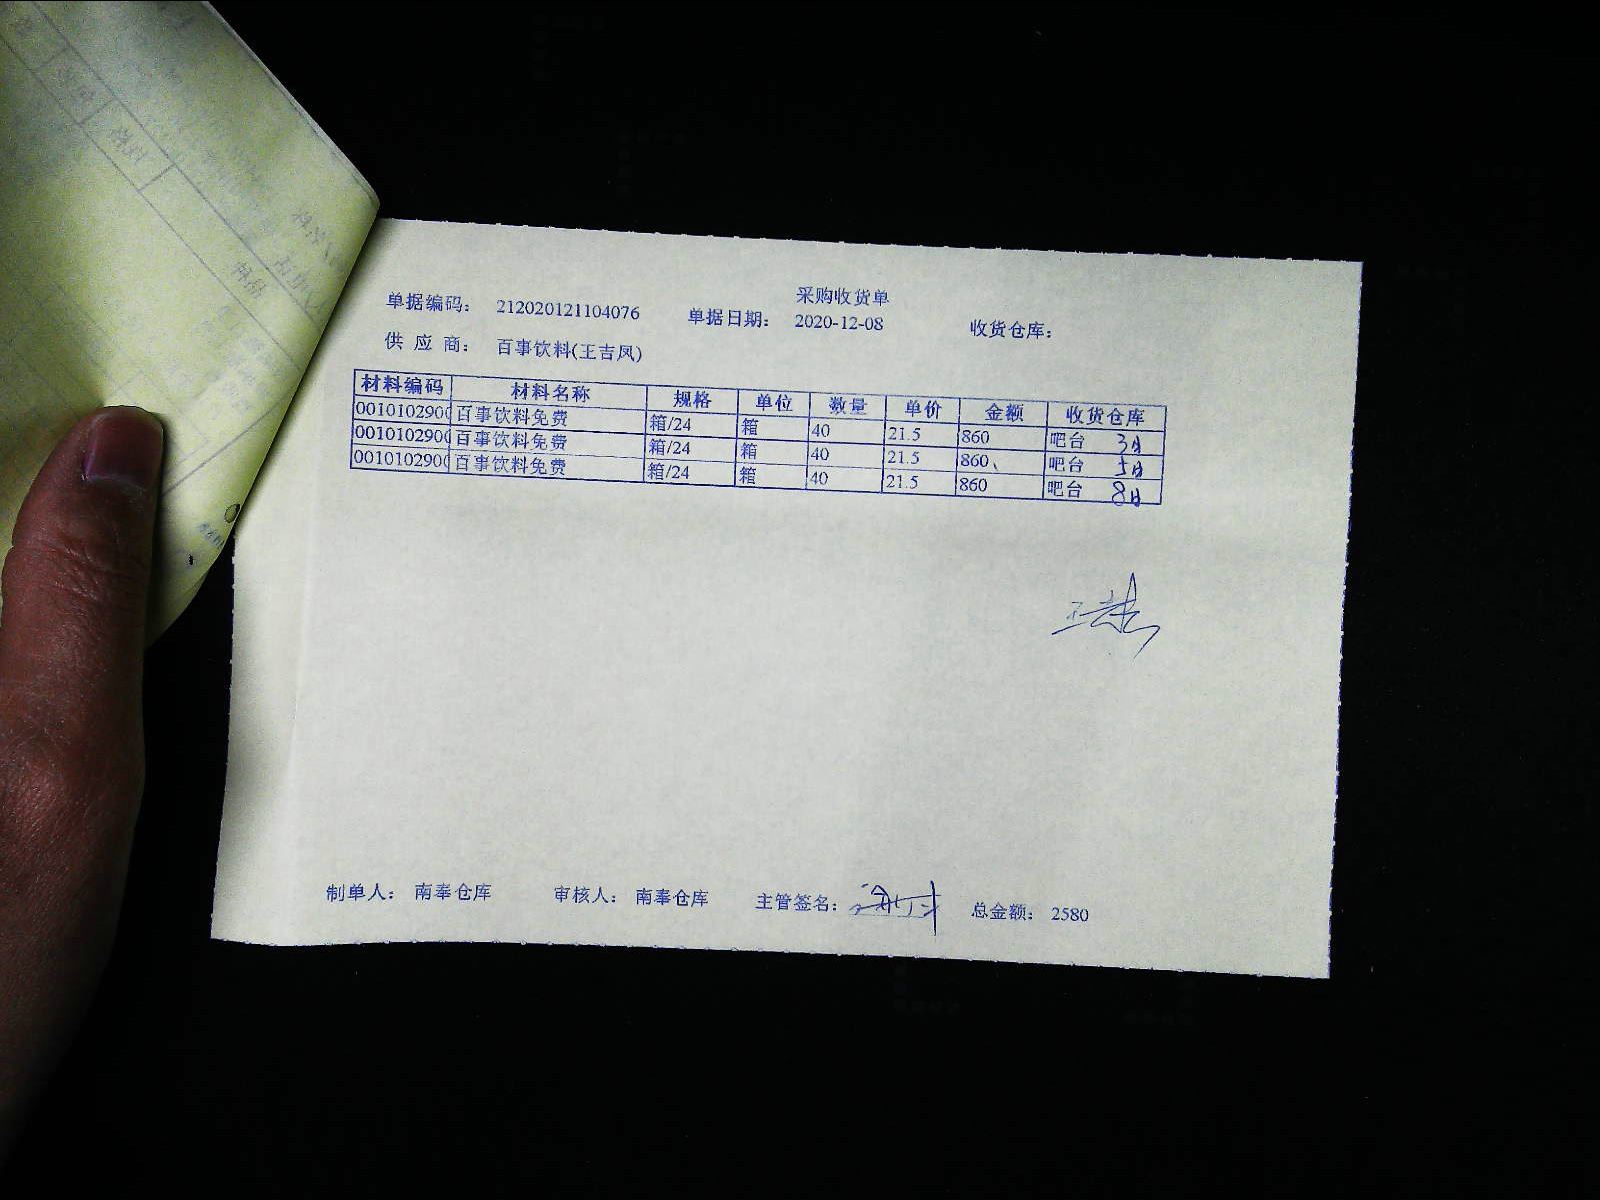 采购收货单
单据编码： 212020121104076 单据日期： 2020-12-08 收货仓库：
供 应 商： 百事饮料(王吉凤)
材料编码 材料名称 规格 单位 数量 单价 金额 收货仓库
0010102900 百事饮料免费 箱/24 箱 40 21.5 860 吧台 3日
0010102900 百事饮料免费 箱/24 箱 40 21.5 860、 吧台 5日
0010102900 百事饮料免费 箱/24 箱 40 21.5 860 吧台 8日
制单人： 南奉仓库 审核人： 南奉仓库 主管签名： 总金额： 2580